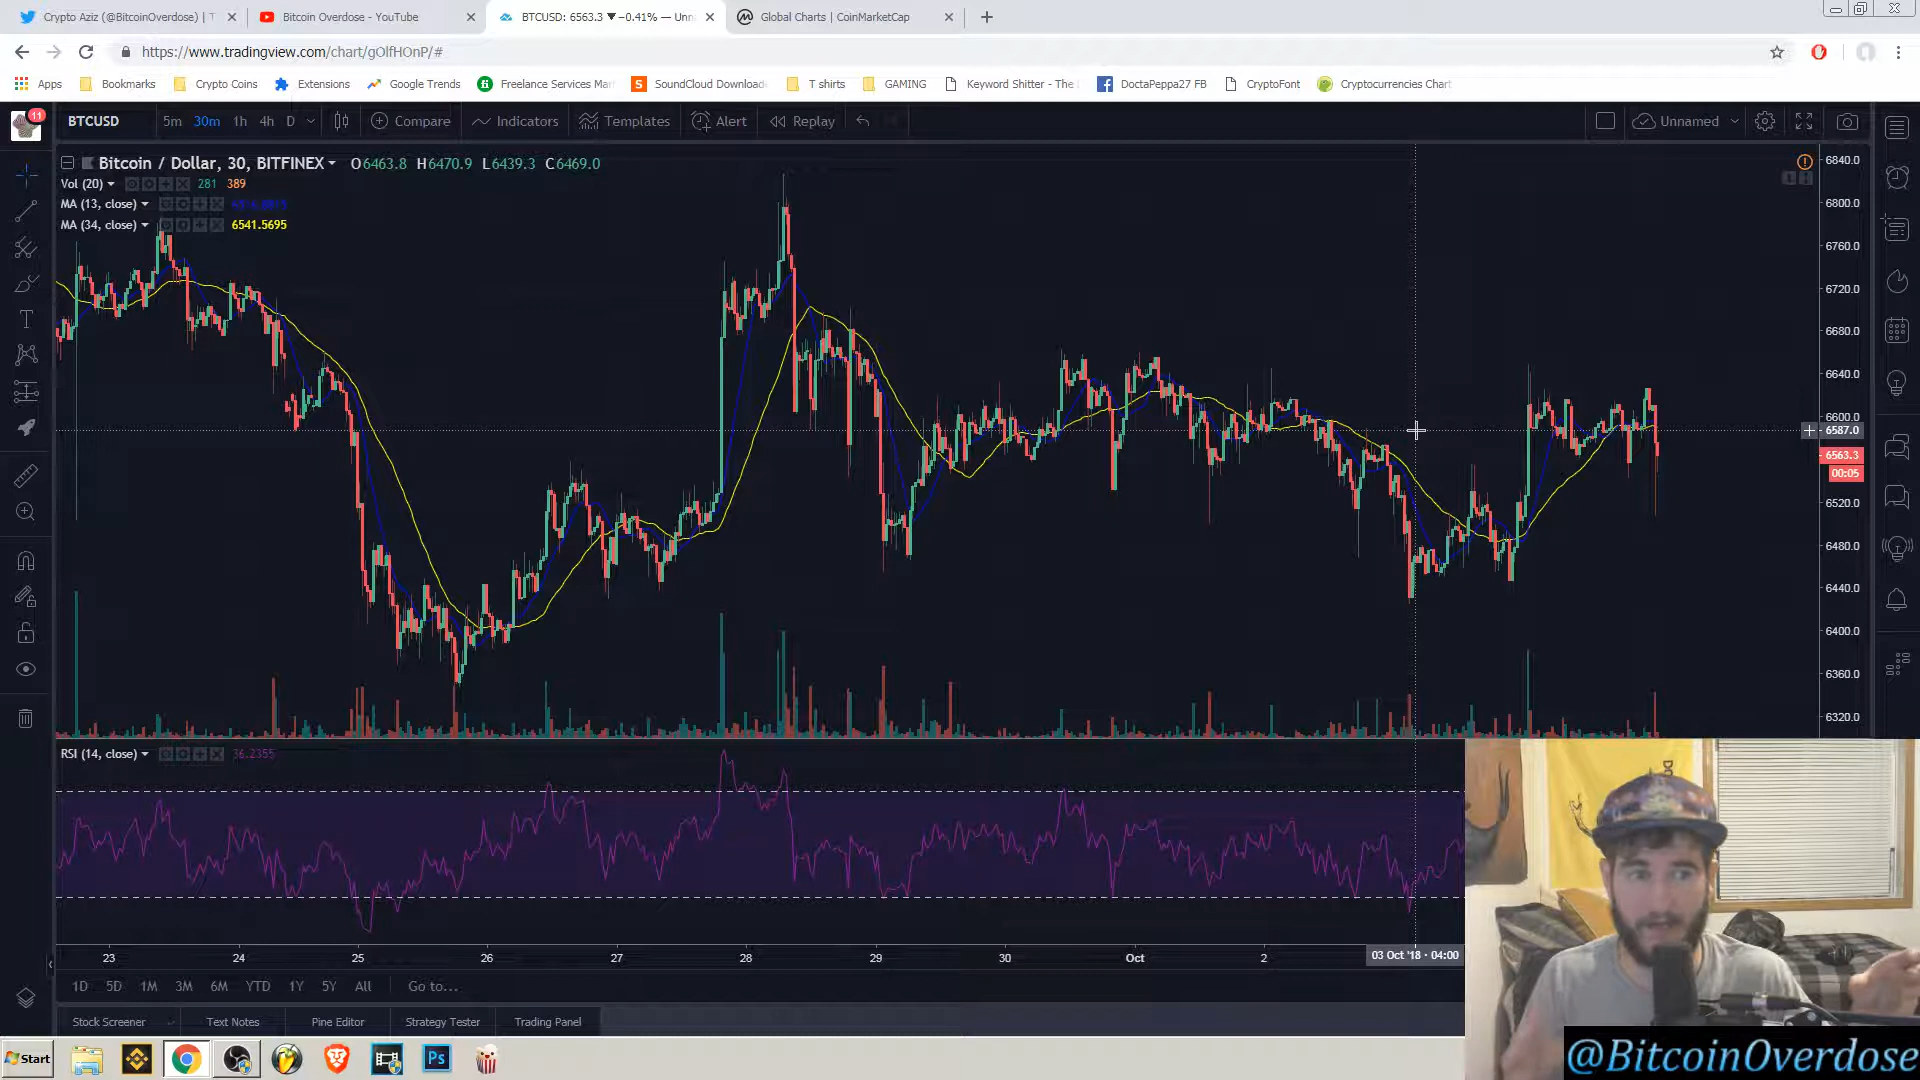 Crypto Aziz (@BitcoinOverdose) | T
Bitcoin Overdose - YouTube
BTCUSD: 6563.3 ▼ −0.41% — Unn
Global Charts | CoinMarketCap
https://www.tradingview.com/chart/gOlfHOnP/#
Apps
Bookmarks
Crypto Coins
Extensions
Google Trends
Freelance Services Mar
SoundCloud Download
T shirts
GAMING
Keyword Shitter - The
DoctaPeppa27 FB
CryptoFont
Cryptocurrencies Chart
11
BTCUSD
5m 30m 1h 4h D
Compare
Indicators
Templates
Alert
Replay
Unnamed
Bitcoin / Dollar, 30, BITFINEX
O6463.8 H6470.9 L6439.3 C6469.0
Vol (20) 281 389
MA (13, close)
MA (34, close) 6541.5695
6840.0
6800.0
6760.0
6720.0
6680.0
6640.0
6600.0
6587.0
6563.3
00:05
6520.0
6480.0
6440.0
6400.0
6360.0
6320.0
RSI (14, close) 36.2355
23 24 25 26 27 28 29 30 Oct 2
03 Oct '18 · 04:00
1D 5D 1M 3M 6M YTD 1Y 5Y All Go to...
Stock Screener
Text Notes
Pine Editor
Strategy Tester
Trading Panel
Start
Ps
@BitcoinOverdose